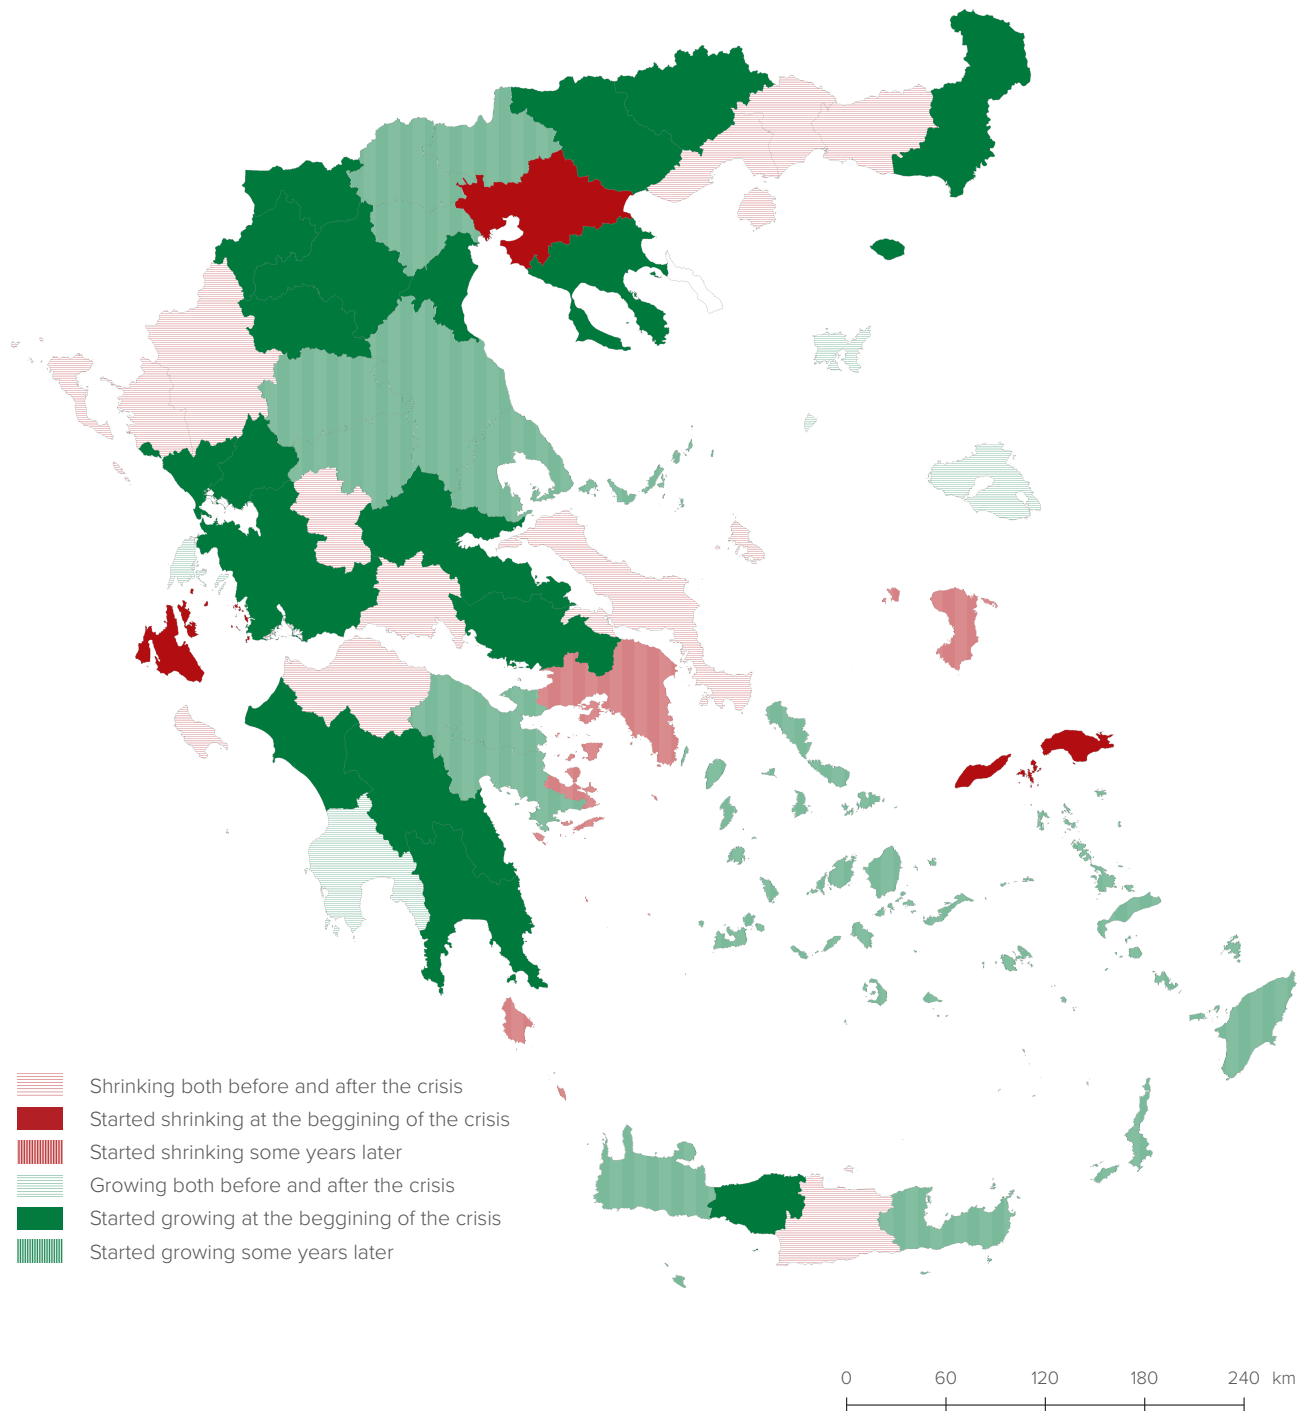 Shrinking both before and after the crisis
Started shrinking at the beggining of the crisis
Started shrinking some years later
Growing both before and after the crisis
Started growing at the beggining of the crisis
Started growing some years later
0 60 120 180 240 km